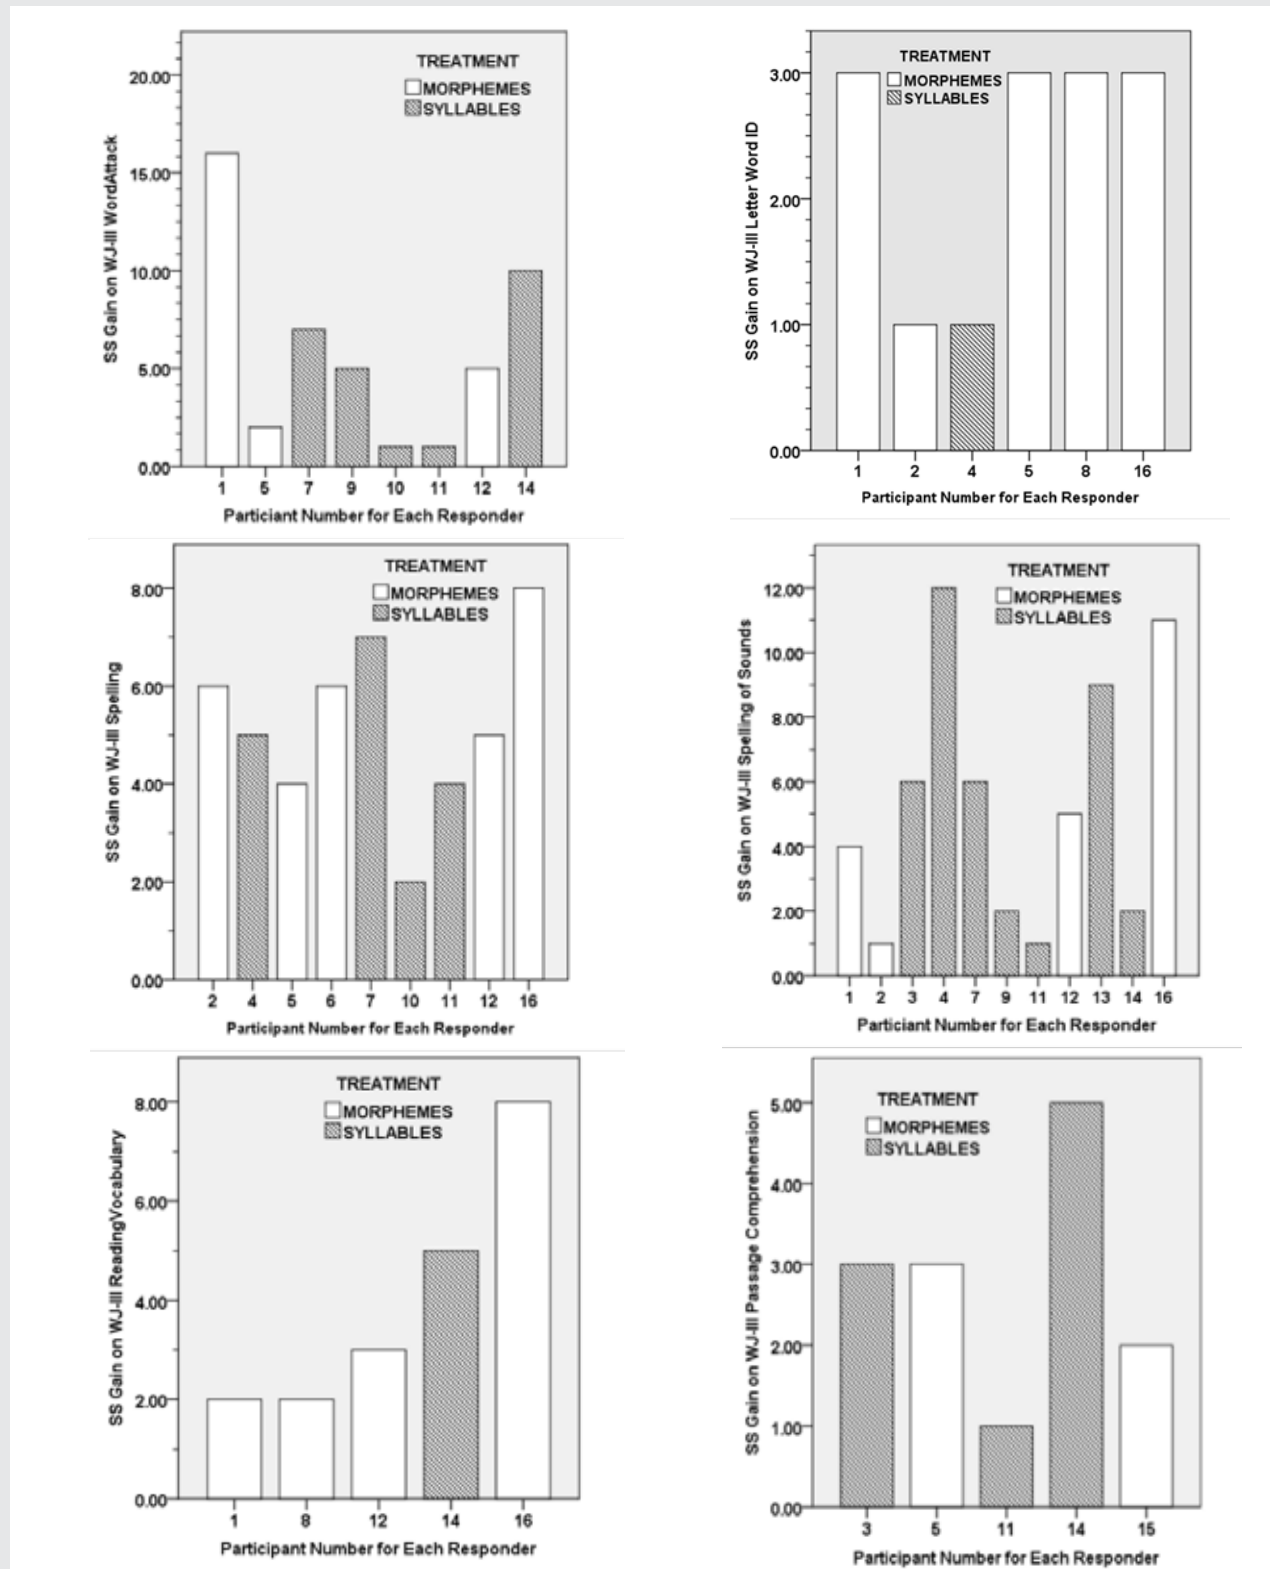 TREATMENT
MORPHEMES
SYLLABLES
SS Gain on WJ-III WordAttack
20.00
15.00
10.00
5.00
0.00
1 5 7 9 10 11 12 14
Particiant Number for Each Responder
TREATMENT
MORPHEMES
SYLLABLES
SS Gain on WJ-III Letter Word ID
3.00
2.00
1.00
0.00
1 2 4 5 8 16
Participant Number for Each Responder
TREATMENT
MORPHEMES
SYLLABLES
SS Gain on WJ-III Spelling
8.00
6.00
4.00
2.00
0.00
2 4 5 6 7 10 11 12 16
Participant Number for Each Responder
TREATMENT
MORPHEMES
SYLLABLES
SS Gain on WJ-III Spelling of Sounds
12.00
10.00
8.00
6.00
4.00
2.00
0.00
1 2 3 4 7 9 11 12 13 14 16
Particiant Number for Each Responder
TREATMENT
MORPHEMES
SYLLABLES
SS Gain on WJ-III ReadingVocabulary
8.00
6.00
4.00
2.00
0.00
1 8 12 14 16
Participant Number for Each Responder
TREATMENT
MORPHEMES
SYLLABLES
SS Gain on WJ-III Passage Comprehension
5.00
4.00
3.00
2.00
1.00
0.00
3 5 11 14 15
Participant Number for Each Responder